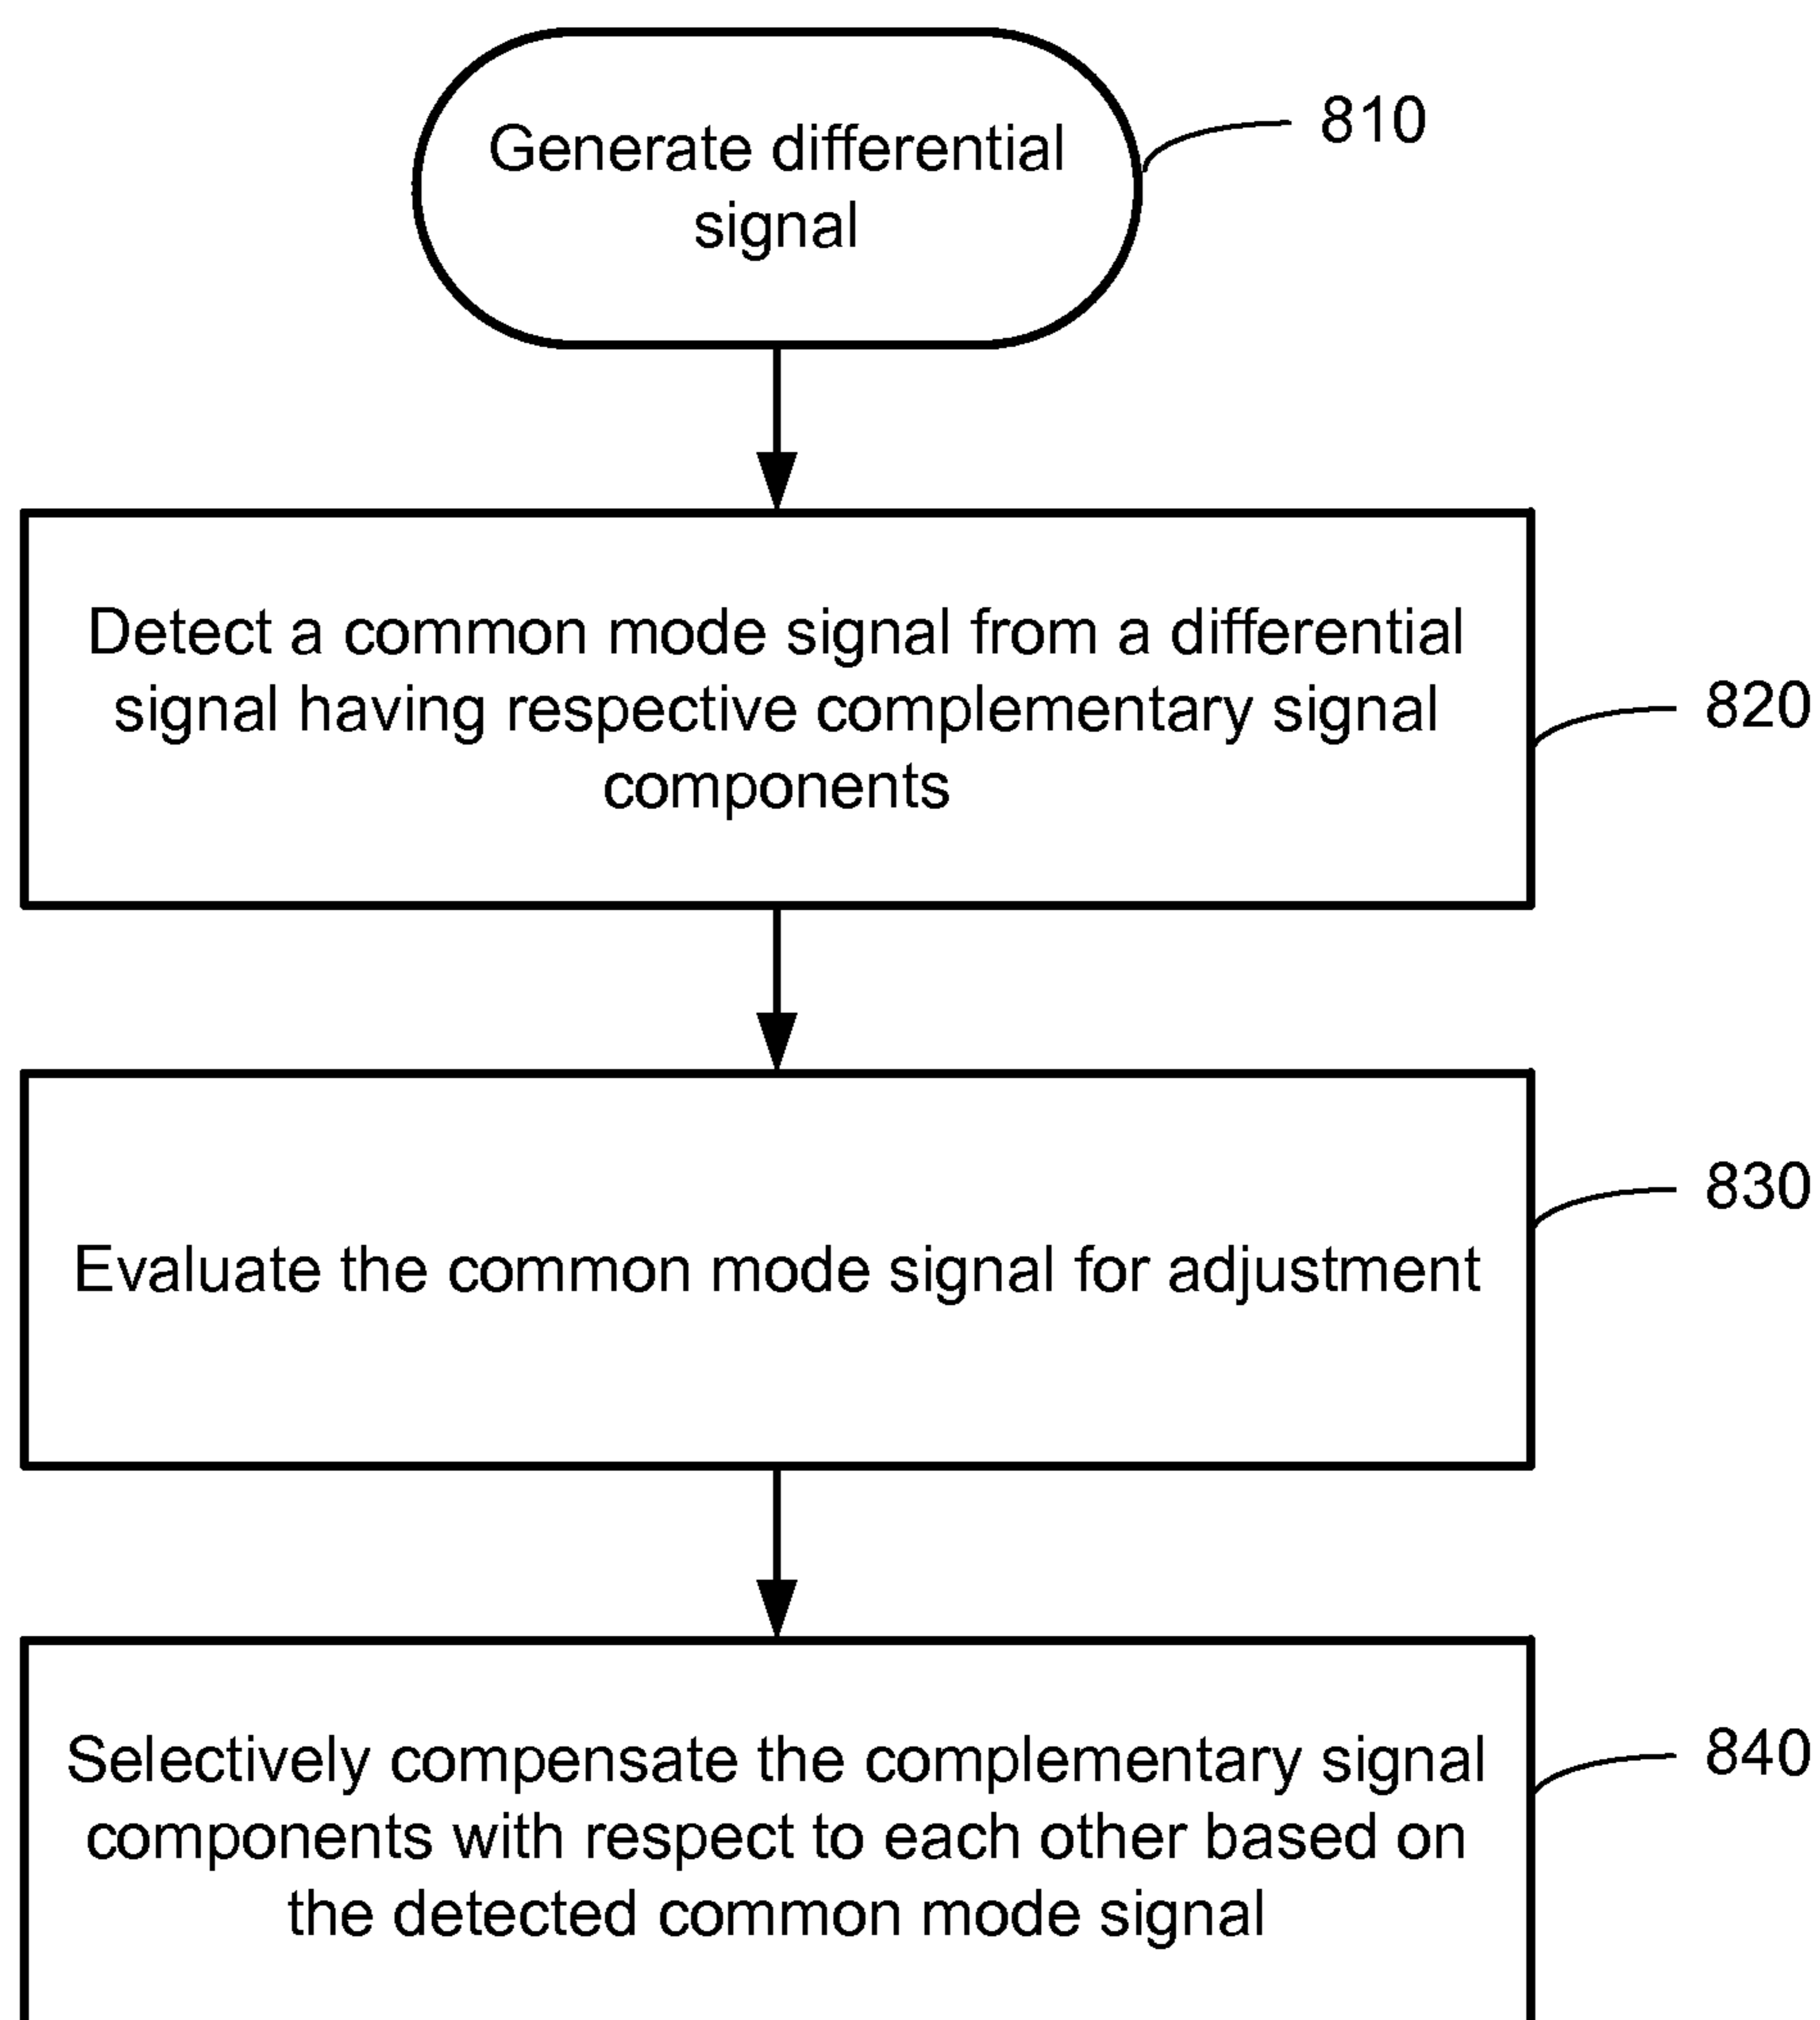 Generate differential
signal
810
Detect a common mode signal from a differential
signal having respective complementary signal
components
820
Evaluate the common mode signal for adjustment
830
Selectively compensate the complementary signal
components with respect to each other based on
the detected common mode signal
840